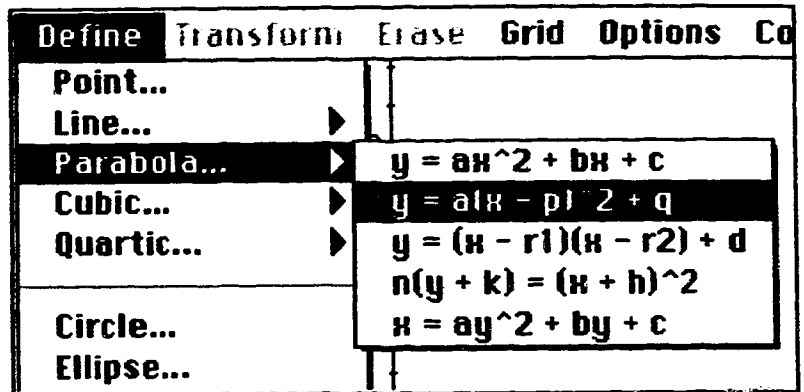 Define Transform Erase Grid Options Co
Point...
Line...
Parabola...
Cubic...
Quartic...
Circle...
Ellipse...
y = ax^2 + bx + c
y = a(x - p)^2 + q
y = (x - r1)(x - r2) + d
n(y + k) = (x + h)^2
x = ay^2 + by + c